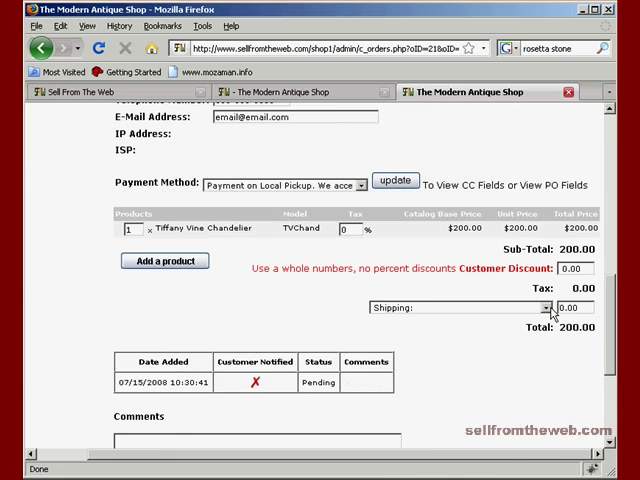 The Modern Antique Shop - Mozilla Firefox
File Edit View History Bookmarks Tools Help
http://www.sellfromtheweb.com/shop1/admin/c_orders.php?oID=21&oID= rosetta stone
Most Visited Getting Started www.mozaman.info
Sell From The Web - The Modern Antique Shop The Modern Antique Shop
E-Mail Address: email@email.com
IP Address:
ISP:
Payment Method: Payment on Local Pickup. We acce update To View CC Fields or View PO Fields
Products Model Tax Catalog Base Price Unit Price Total Price
1 x Tiffany Vine Chandelier TVChand 0 % $200.00 $200.00 $200.00
Sub-Total: 200.00
Add a product Use a whole numbers, no percent discounts Customer Discount: 0.00
Tax: 0.00
Shipping: 0.00
Total: 200.00
Date Added Customer Notified Status Comments
07/15/2008 10:30:41 Pending
Comments
sellfromtheweb.com
Done